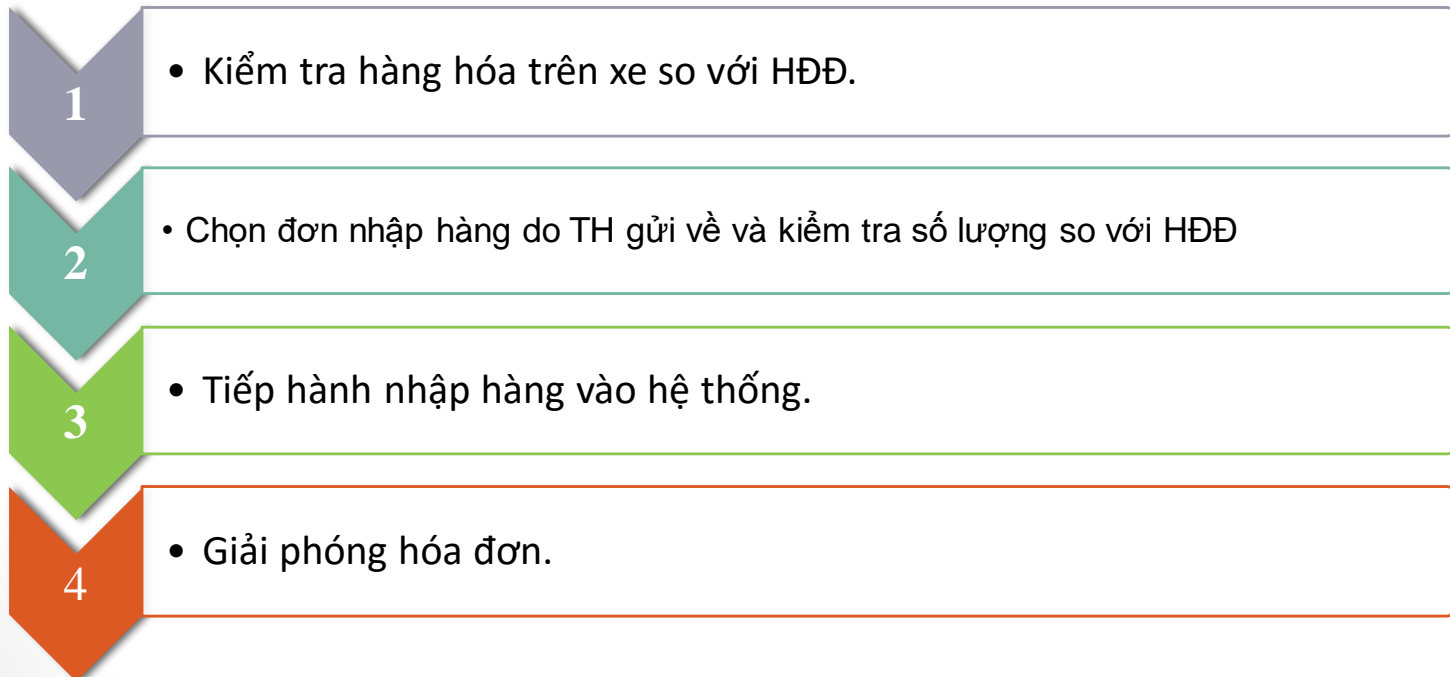 1
• Kiểm tra hàng hóa trên xe so với HĐĐ.
2
• Chọn đơn nhập hàng do TH gửi về và kiểm tra số lượng so với HĐĐ
3
• Tiếp hành nhập hàng vào hệ thống.
4
• Giải phóng hóa đơn.